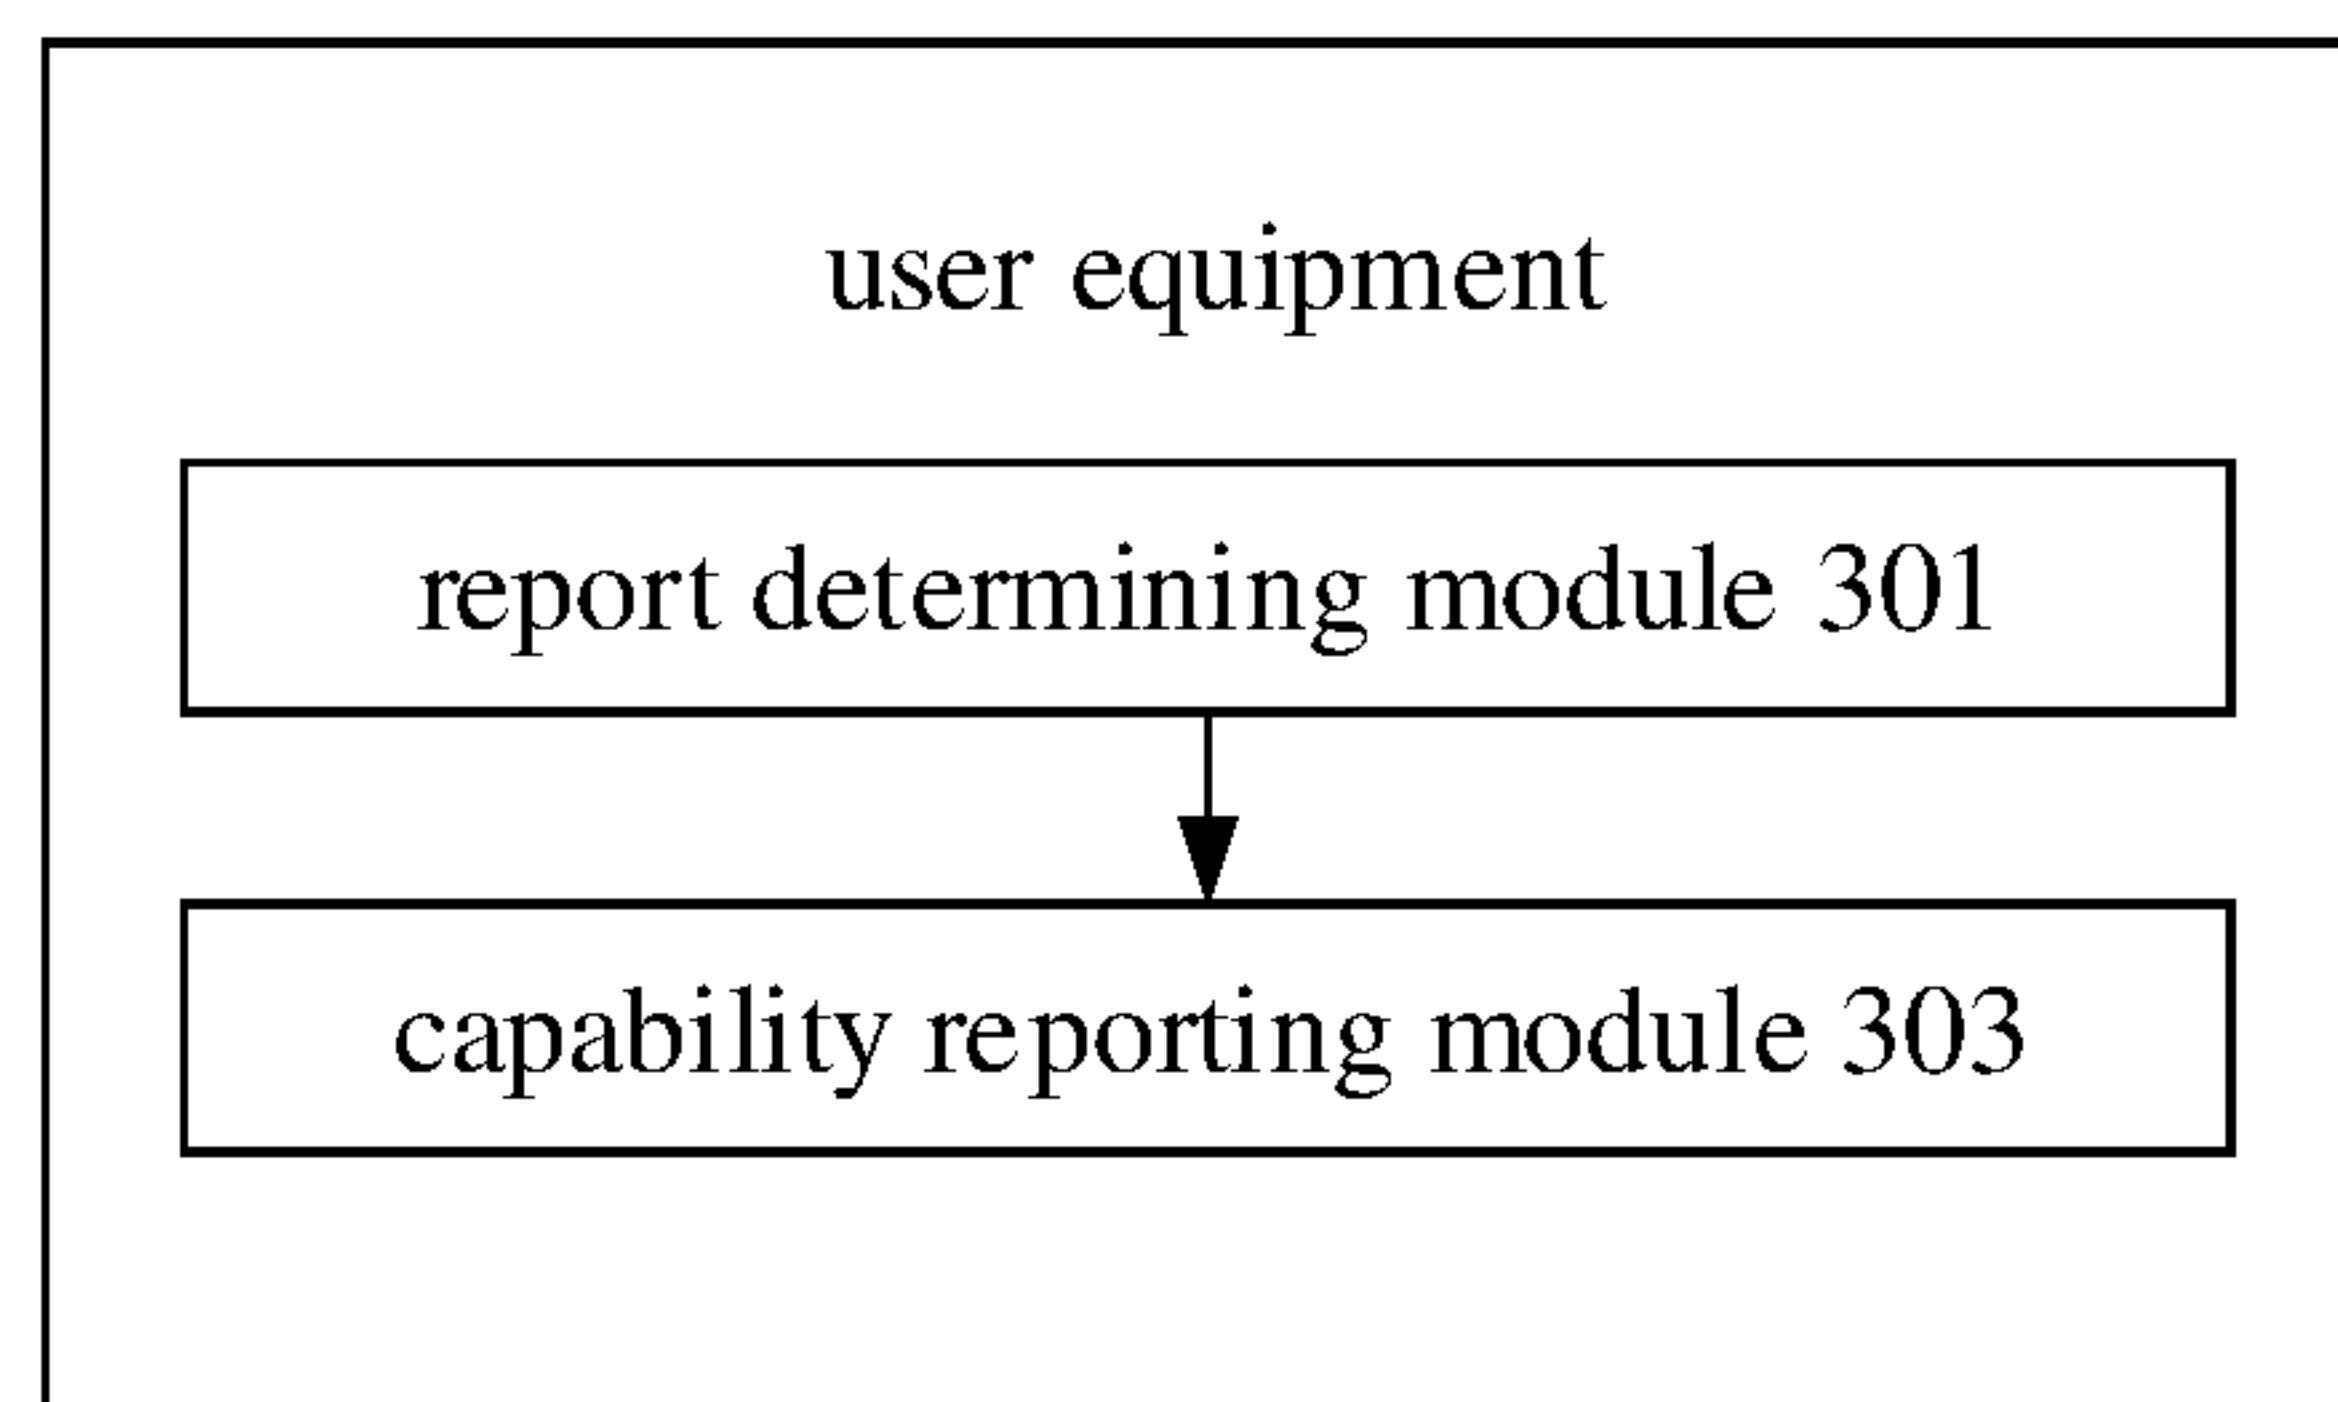 user equipment
report determining module 301
capability reporting module 303